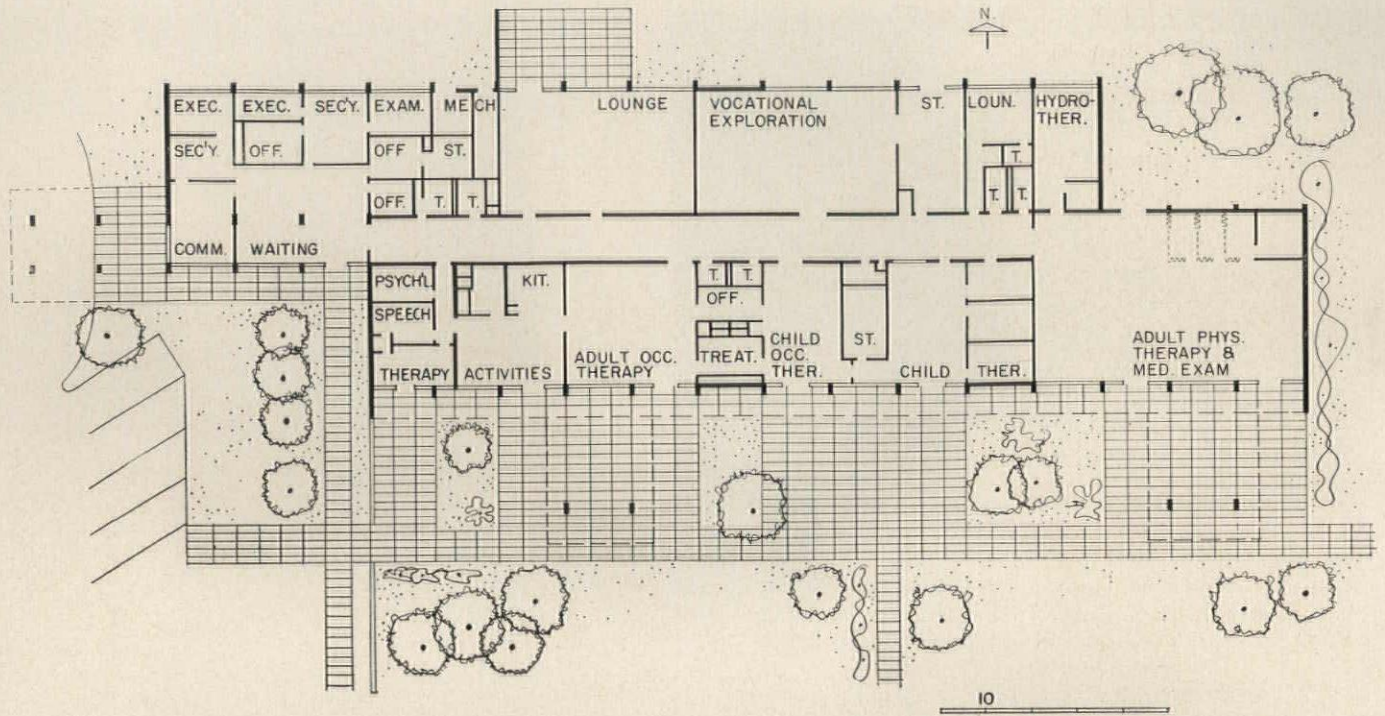 N.
EXEC.
EXEC.
SEC'Y.
EXAM.
MECH.
LOUNGE
VOCATIONAL
EXPLORATION
ST.
LOUN.
HYDRO-
THER.
SEC'Y.
OFF.
OFF
ST.
T.
OFF.
T.
T.
T.
T.
COMM.
WAITING
PSYCH'L
KIT.
T.
T.
OFF.
SPEECH
THERAPY
ACTIVITIES
ADULT OCC.
THERAPY
TREAT.
CHILD
OCC.
THER.
ST.
CHILD
THER.
ADULT PHYS.
THERAPY &
MED. EXAM
10